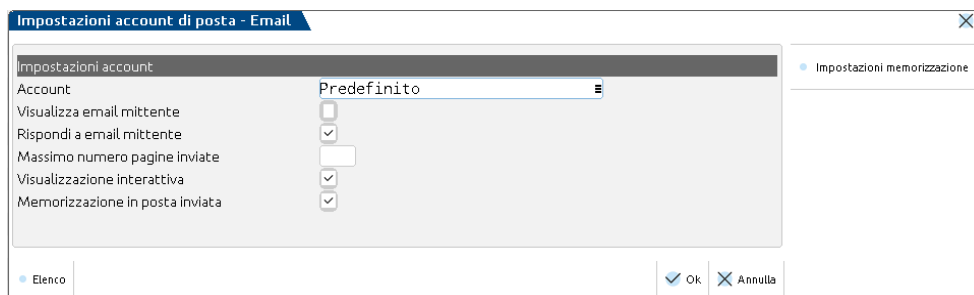 Impostazioni account di posta - Email
Impostazioni account
Account Predefinito
Visualizza email mittente
Rispondi a email mittente
Massimo numero pagine inviate
Visualizzazione interattiva
Memorizzazione in posta inviata
Impostazioni memorizzazione
Elenco Ok Annulla